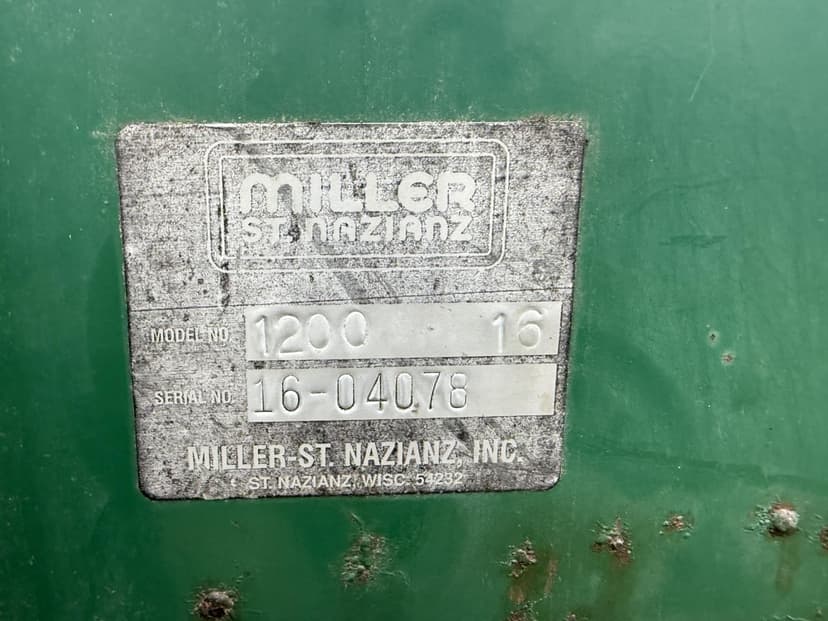 MILLER
ST. NAZIANZ
MODEL NO. 1200 16
SERIAL NO. 16-04078
MILLER-ST. NAZIANZ, INC.
ST. NAZIANZ, WISC. 54232